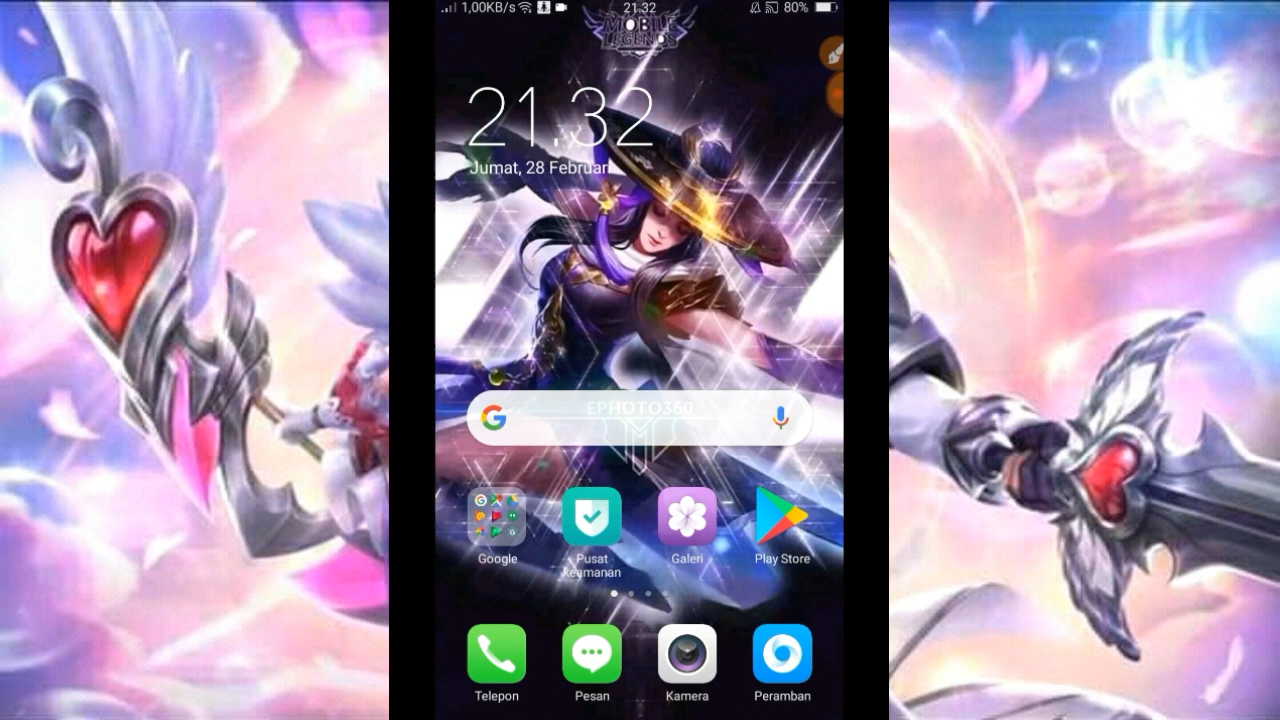 1,00KB/s
21.32
80%
MOBILE
LEGENDS
21.32
Jumat, 28 Februari
EPHOTO360
Google
Pusat
keamanan
Galeri
Play Store
Telepon
Pesan
Kamera
Peramban